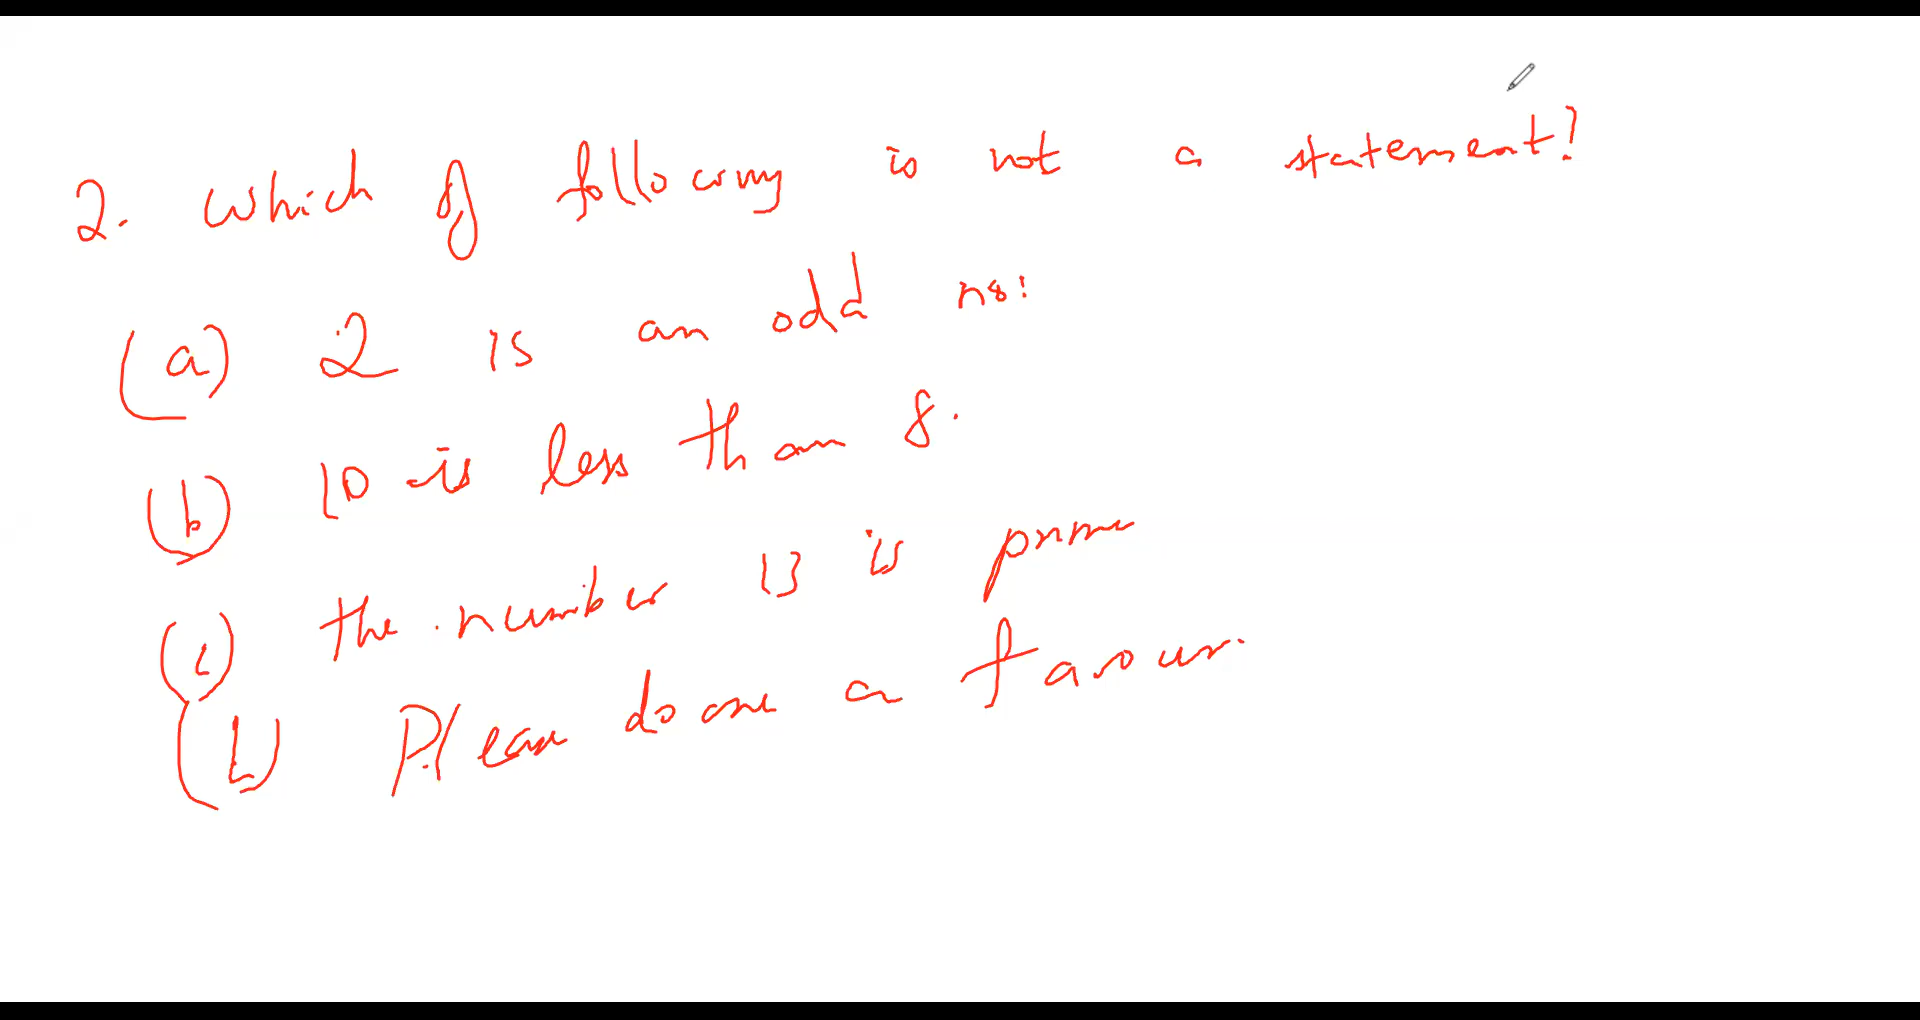 2. Which of following is not a statement?
(a) 2 is an odd no:
(b) 10 is less than 8.
(c) the number 13 is prime
(d) Please do me a favour.